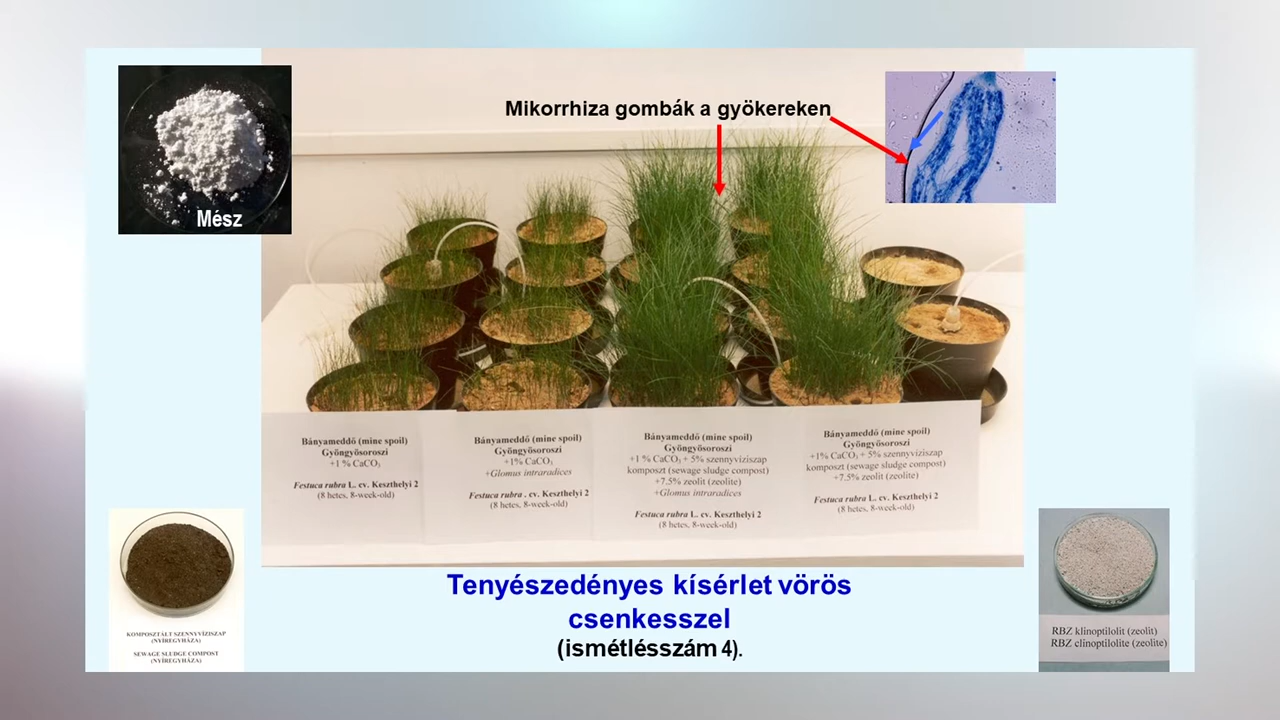 Mikorrhiza gombák a gyökereken
Mész
Bányameddő (mine spoil)
Gyöngyösoroszi
+1 % CaCO₃
Festuca rubra L. cv. Keszthelyi 2
(8 hetes, 8-week-old)
Bányameddő (mine spoil)
Gyöngyösoroszi
+1% CaCO₃
+Glomus intraradices
Festuca rubra . cv. Keszthelyi 2
(8 hetes, 8-week-old)
Bányameddő (mine spoil)
Gyöngyösoroszi
+1 % CaCO₃ + 5% szennyvíziszap
komposzt (sewage sludge compost)
+7.5% zeolit (zeolite)
+Glomus intraradices
Festuca rubra L. cv. Keszthelyi 2
(8 hetes, 8-week-old)
Bányameddő (mine spoil)
Gyöngyösoroszi
+1% CaCO₃ + 5% szennyvíziszap
komposzt (sewage sludge compost)
+7.5% zeolit (zeolite)
Festuca rubra L. cv. Keszthelyi 2
(8 hetes, 8-week-old)
KOMPOSZTÁLT SZENNYVÍZISZAP
(NYÍREGYHÁZA)
SEWAGE SLUDGE COMPOST
(NYÍREGYHÁZA)
Tenyészedényes kísérlet vörös
csenkesszel
(ismétlésszám 4).
RBZ klinoptilolit (zeolit)
RBZ clinoptilolite (zeolite)